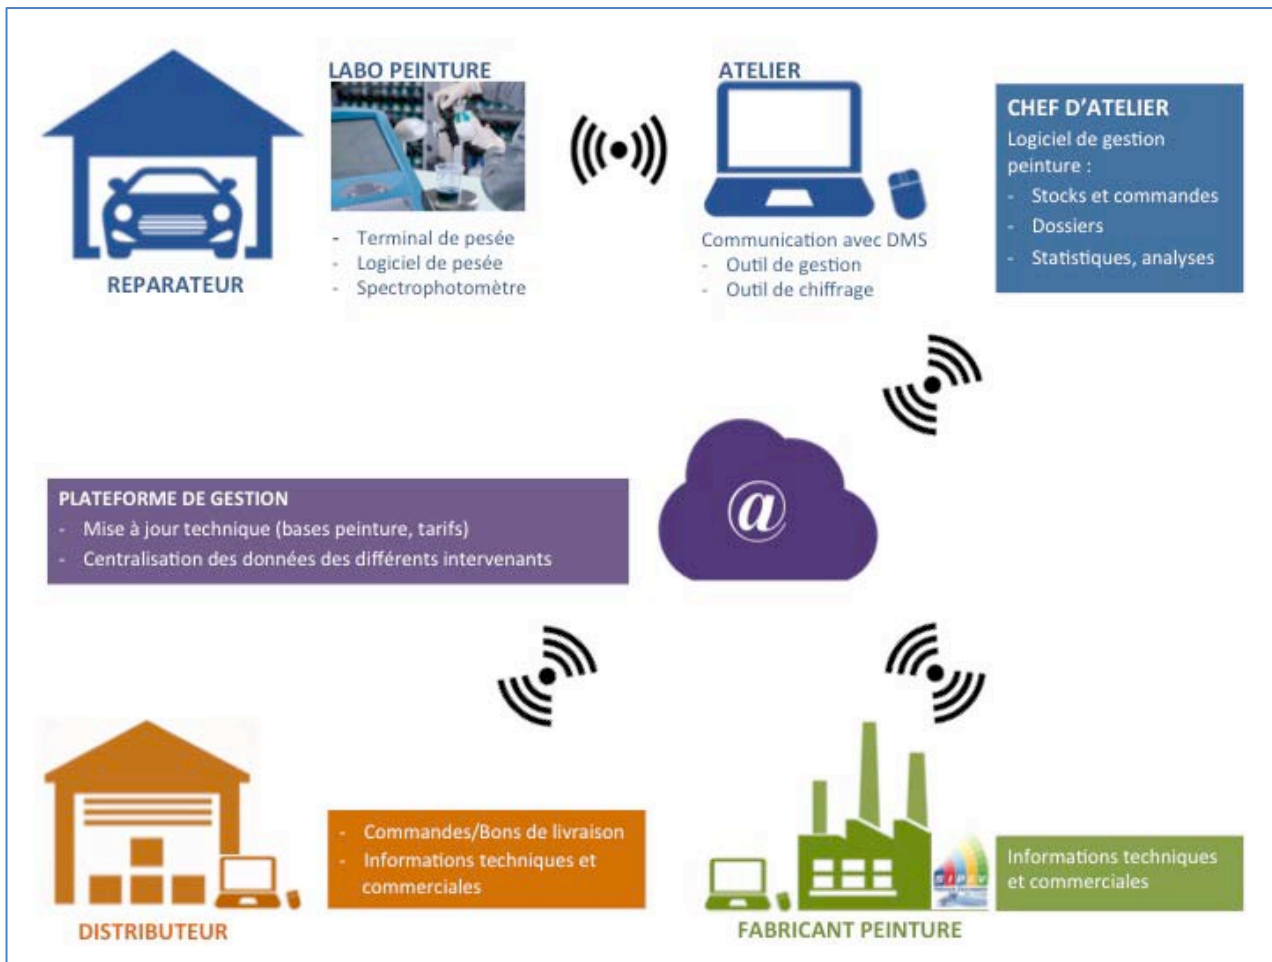 LABO PEINTURE
ATELIER
CHEF D’ATELIER
Logiciel de gestion
peinture :
- Stocks et commandes
- Dossiers
- Statistiques, analyses
REPARATEUR
- Terminal de pesée
- Logiciel de pesée
- Spectrophotomètre
Communication avec DMS
- Outil de gestion
- Outil de chiffrage
@
PLATEFORME DE GESTION
- Mise à jour technique (bases peinture, tarifs)
- Centralisation des données des différents intervenants
- Commandes/Bons de livraison
- Informations techniques et
commerciales
DISTRIBUTEUR
SIPEV
Informations techniques
et commerciales
FABRICANT PEINTURE